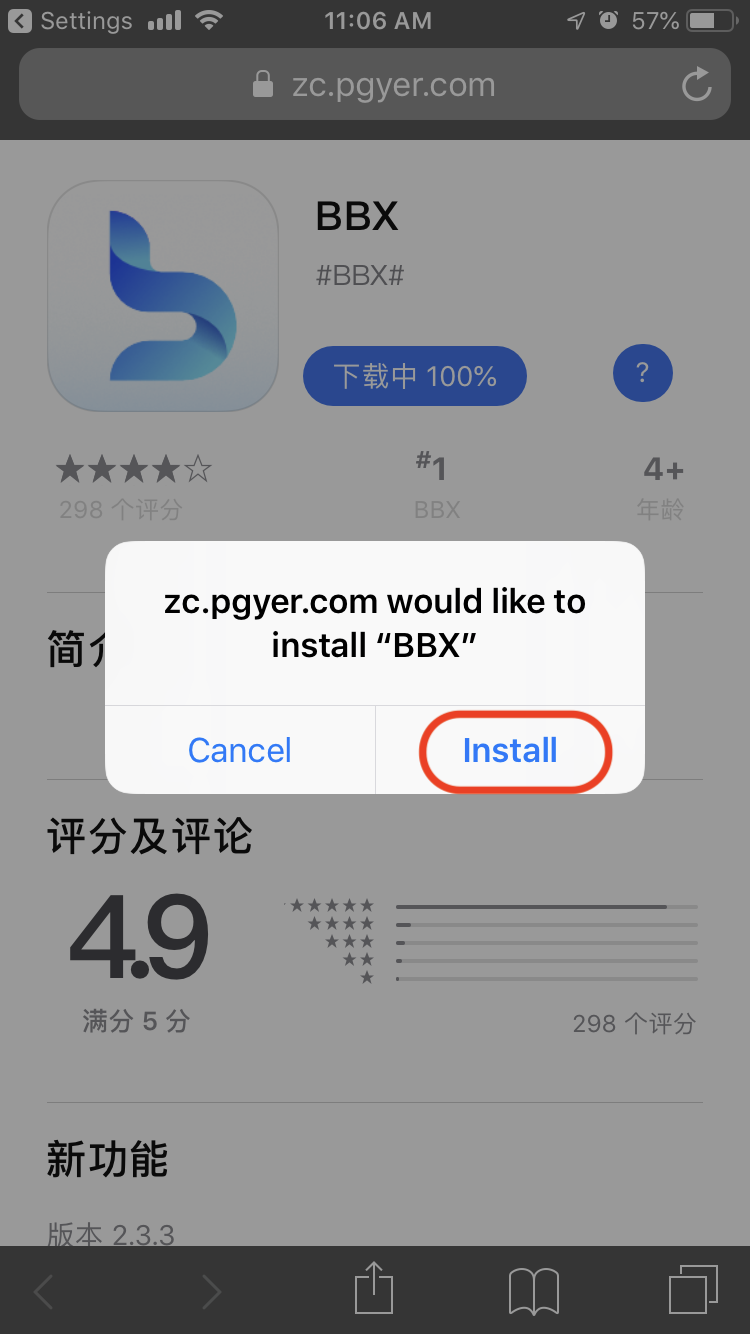 Settings 11:06 AM 57%
zc.pgyer.com
BBX
#BBX#
下载中 100% ?
#1 4+
298 个评分 BBX 年龄
zc.pgyer.com would like to
install “BBX”
简介
Cancel Install
评分及评论
4.9
满分 5 分 298 个评分
新功能
版本 2.3.3